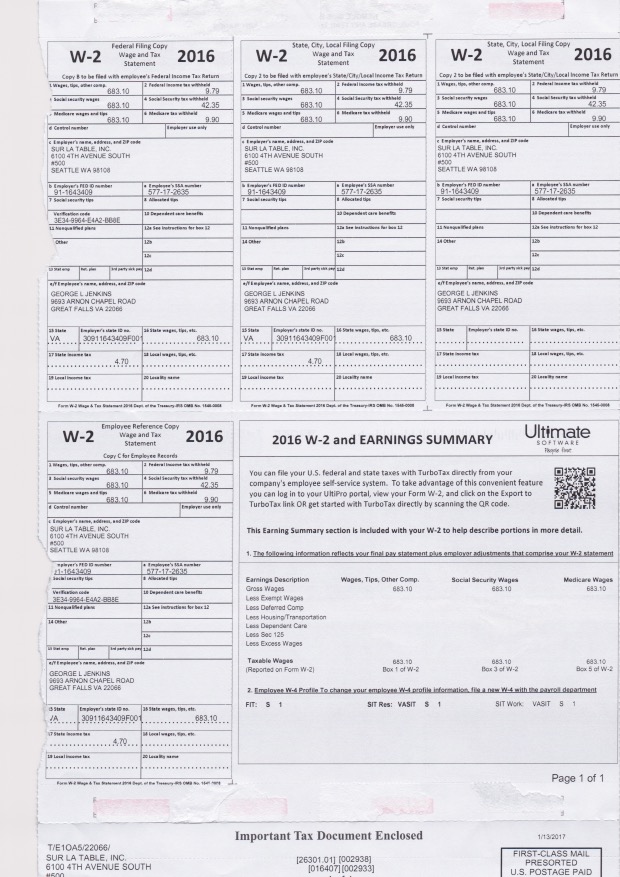 Federal Filing Copy
W-2 Wage and Tax 2016
Statement
Copy B to be filed with employee's Federal Income Tax Return
1 Wages, tips, other comp. 2 Federal income tax withheld
683.10 9.79
3 Social security wages 4 Social Security tax withheld
683.10 42.35
5 Medicare wages and tips 6 Medicare tax withheld
683.10 9.90
d Control number Employer use only
c Employer's name, address, and ZIP code
SUR LA TABLE, INC.
6100 4TH AVENUE SOUTH
#500
SEATTLE WA 98108
b Employer's FED ID number a Employee's SSA number
91-1643409 577-17-2635
7 Social Security tips 8 Allocated tips
Verification code 10 Dependent care benefits
3E34-9964-E4A2-BB8E
11 Nonqualified plans 12a See Instructions for box 12
14 Other 12b
12c
13 Stat emp Ret. plan 3rd party sick pay 12d
e/f Employee's name, address, and ZIP code
GEORGE L JENKINS
9693 ARNON CHAPEL ROAD
GREAT FALLS VA 22066
15 State Employer's state ID no. 16 State wages, tips, etc.
VA 30911643409F001 683.10
17 State income tax 18 Local wages, tips, etc.
4.70
19 Local income tax 20 Locality name
Form W-2 Wage & Tax Statement 2016 Dept. of the Treasury-IRS OMB No. 1545-0008
State, City, Local Filing Copy
W-2 Wage and Tax 2016
Statement
Copy 2 to be filed with employee's State/City/Local Income Tax Return
1 Wages, tips, other comp. 2 Federal income tax withheld
683.10 9.79
3 Social security wages 4 Social Security tax withheld
683.10 42.35
5 Medicare wages and tips 6 Medicare tax withheld
683.10 9.90
d Control number Employer use only
c Employer's name, address, and ZIP code
SUR LA TABLE, INC.
6100 4TH AVENUE SOUTH
#500
SEATTLE WA 98108
b Employer's FED ID number a Employee's SSA number
91-1643409 577-17-2635
7 Social Security tips 8 Allocated tips
10 Dependent care benefits
11 Nonqualified plans 12a See Instructions for box 12
14 Other 12b
12c
13 Stat emp Ret. plan 3rd party sick pay 12d
e/f Employee's name, address, and ZIP code
GEORGE L JENKINS
9693 ARNON CHAPEL ROAD
GREAT FALLS VA 22066
15 State Employer's state ID no. 16 State wages, tips, etc.
VA 30911643409F001 683.10
17 State income tax 18 Local wages, tips, etc.
4.70
19 Local income tax 20 Locality name
Form W-2 Wage & Tax Statement 2016 Dept. of the Treasury-IRS OMB No. 1545-0008
State, City, Local Filing Copy
W-2 Wage and Tax 2016
Statement
Copy 2 to be filed with employee's State/City/Local Income Tax Return
1 Wages, tips, other comp. 2 Federal income tax withheld
683.10 9.79
3 Social security wages 4 Social Security tax withheld
683.10 42.35
5 Medicare wages and tips 6 Medicare tax withheld
683.10 9.90
d Control number Employer use only
c Employer's name, address, and ZIP code
SUR LA TABLE, INC.
6100 4TH AVENUE SOUTH
#500
SEATTLE WA 98108
b Employer's FED ID number a Employee's SSA number
91-1643409 577-17-2635
7 Social Security tips 8 Allocated tips
10 Dependent care benefits
11 Nonqualified plans 12a See Instructions for box 12
14 Other 12b
12c
13 Stat emp Ret. plan 3rd party sick pay 12d
e/f Employee's name, address, and ZIP code
GEORGE L JENKINS
9693 ARNON CHAPEL ROAD
GREAT FALLS VA 22066
15 State Employer's state ID no. 16 State wages, tips, etc.
17 State income tax 18 Local wages, tips, etc.
19 Local income tax 20 Locality name
Form W-2 Wage & Tax Statement 2016 Dept. of the Treasury-IRS OMB No. 1545-0008
Employee Reference Copy
W-2 Wage and Tax 2016
Statement
Copy C for Employee Records
1 Wages, tips, other comp. 2 Federal income tax withheld
683.10 9.79
3 Social security wages 4 Social Security tax withheld
683.10 42.35
5 Medicare wages and tips 6 Medicare tax withheld
683.10 9.90
d Control number Employer use only
c Employer's name, address, and ZIP code
SUR LA TABLE, INC.
6100 4TH AVENUE SOUTH
#500
SEATTLE WA 98108
mployer's FED ID number a Employee's SSA number
1-1643409 577-17-2635
Social Security tips 8 Allocated tips
Verification code 10 Dependent care benefits
3E34-9964-E4A2-BB8E
11 Nonqualified plans 12a See Instructions for box 12
14 Other 12b
12c
13 Stat emp Ret. plan 3rd party sick pay 12d
e/f Employee's name, address, and ZIP code
GEORGE L JENKINS
9693 ARNON CHAPEL ROAD
GREAT FALLS VA 22066
15 State Employer's state ID no. 16 State wages, tips, etc.
VA 30911643409F001 683.10
17 State income tax 18 Local wages, tips, etc.
4.70
19 Local income tax 20 Locality name
Form W-2 Wage & Tax Statement 2016 Dept. of the Treasury-IRS OMB No.
2016 W-2 and EARNINGS SUMMARY
Ultimate
SOFTWARE
People first
You can file your U.S. federal and state taxes with TurboTax directly from your
company's employee self-service system. To take advantage of this convenient feature
you can log in to your UltiPro portal, view your Form W-2, and click on the Export to
TurboTax link OR get started with TurboTax directly by scanning the QR code.
This Earning Summary section is included with your W-2 to help describe portions in more detail.
1. The following information reflects your final pay statement plus employer adjustments that comprise your W-2 statement
Earnings Description Wages, Tips, Other Comp. Social Security Wages Medicare Wages
Gross Wages 683.10 683.10 683.10
Less Exempt Wages
Less Deferred Comp
Less Housing/Transportation
Less Dependent Care
Less Sec 125
Less Excess Wages
Taxable Wages 683.10 683.10 683.10
(Reported on Form W-2) Box 1 of W-2 Box 3 of W-2 Box 5 of W-2
2. Employee W-4 Profile To change your employee W-4 profile information, file a new W-4 with the payroll department
FIT: S 1 SIT Res: VASIT S 1 SIT Work: VASIT S 1
Page 1 of 1
Important Tax Document Enclosed
1/13/2017
T/E1OA5/22066/
SUR LA TABLE, INC.
6100 4TH AVENUE SOUTH
#500
[26301.01] [002938]
[016407] [002933]
FIRST-CLASS MAIL
PRESORTED
U.S. POSTAGE PAID